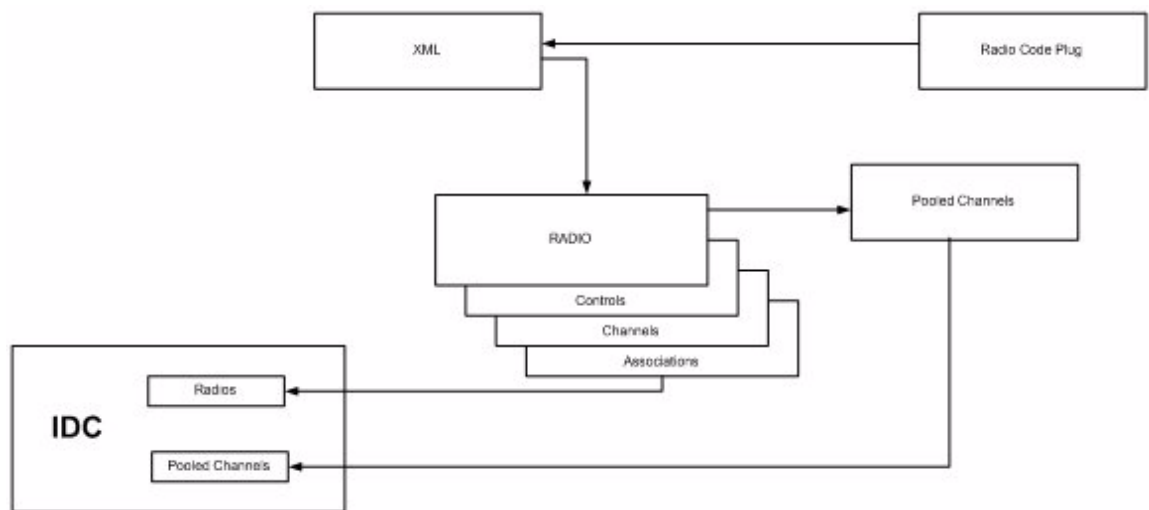 XML
Radio Code Plug
RADIO
Pooled Channels
Controls
Channels
Associations
IDC
Radios
Pooled Channels